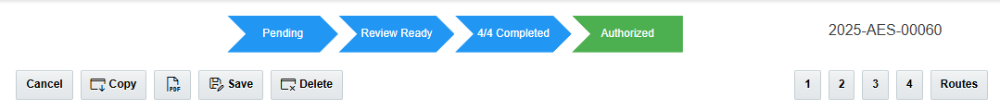 Pending Review Ready 4/4 Completed Authorized 2025-AES-00060
Cancel Copy PDF Save Delete 1 2 3 4 Routes